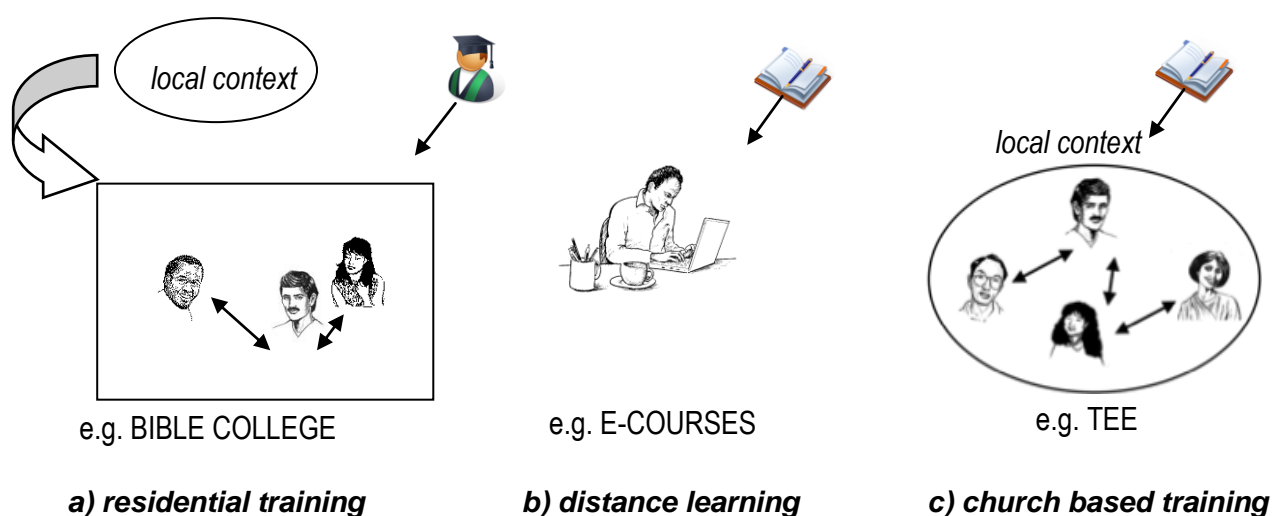 local context
local context
e.g. BIBLE COLLEGE
e.g. E-COURSES
e.g. TEE
a) residential training
b) distance learning
c) church based training